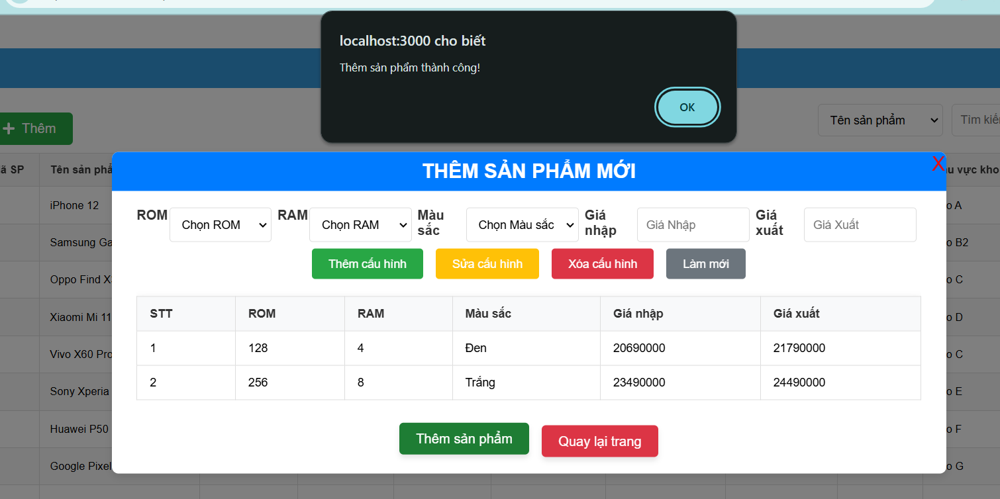 localhost:3000 cho biết
Thêm sản phẩm thành công!
OK
Thêm
Tên sản phẩm
THÊM SẢN PHẨM MỚI
X
SP
Tên sản
vực kho
ROM
Chọn ROM
RAM
Chọn RAM
Màu sắc
Chọn Màu sắc
Giá nhập
Giá Nhập
Giá xuất
Giá Xuất
Thêm cấu hình
Sửa cấu hình
Xóa cấu hình
Làm mới
STT ROM RAM Màu sắc Giá nhập Giá xuất
1 128 4 Đen 20690000 21790000
2 256 8 Trắng 23490000 24490000
Thêm sản phẩm
Quay lại trang
iPhone 12 A
Samsung B2
Oppo Find C
Xiaomi Mi 11 D
Vivo X60 Pro C
Sony Xperia E
Huawei P50 F
Google Pixel G